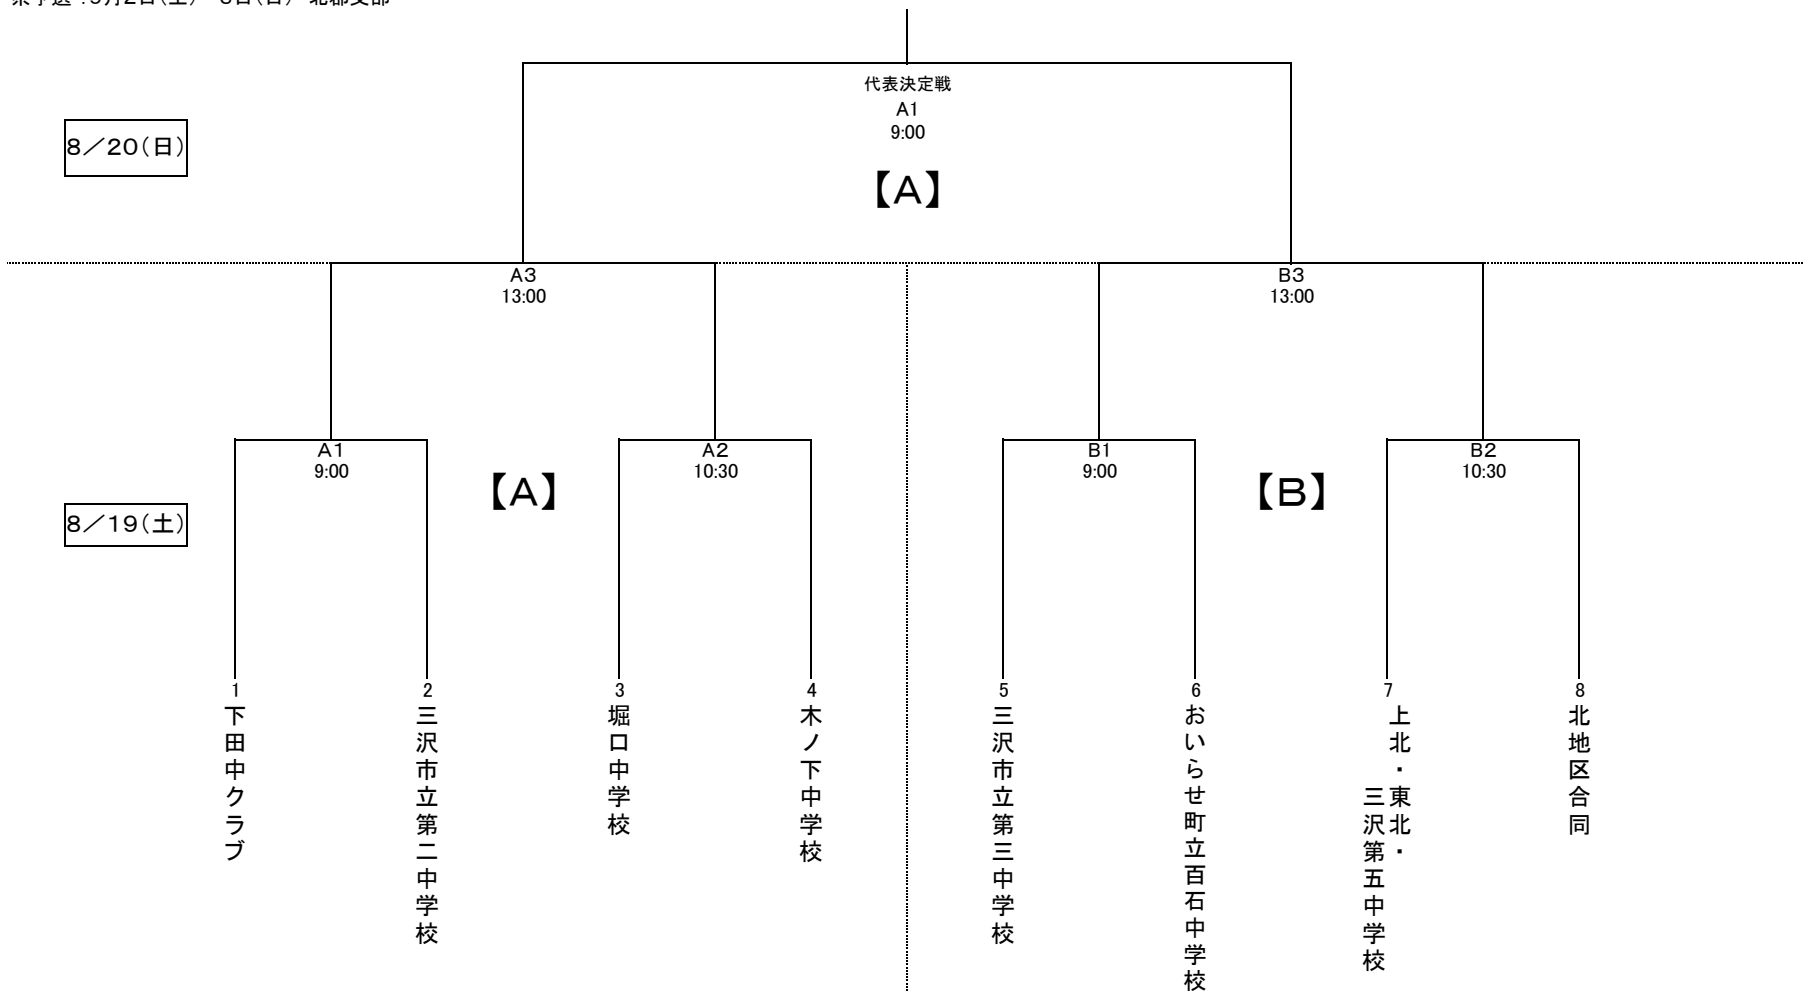 代表決定戦
A1
9:00
8／20(日)
【A】
A3
13:00
B3
13:00
A1
9:00
A2
10:30
B1
9:00
B2
10:30
【A】
【B】
8／19(土)
1
下田中クラブ
2
三沢市立第二中学校
3
堀口中学校
4
木ノ下中学校
5
三沢市立第三中学校
6
おいらせ町立百石中学校
7
上北・東北・
三沢第五中学校
8
北地区合同